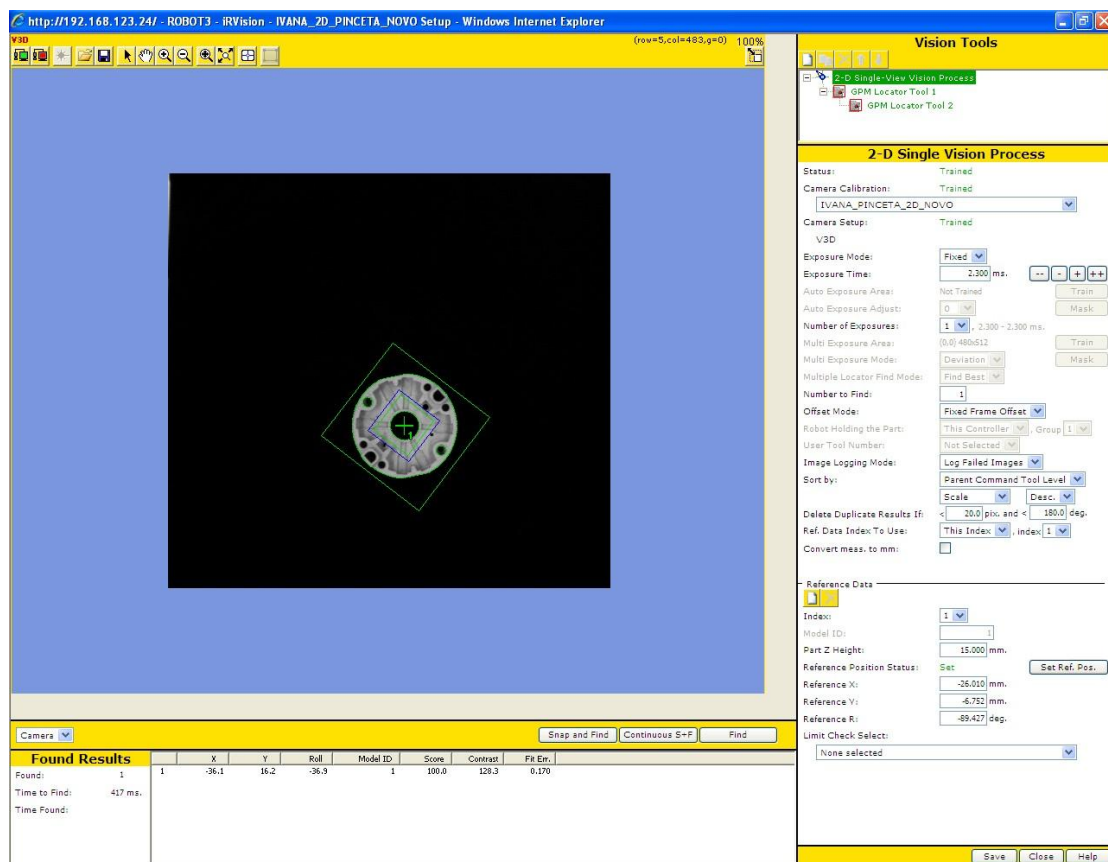 http://192.168.123.24/ - ROBOT3 - iRVision - IVANA_2D_PINCETA_NOVO Setup - Windows Internet Explorer
V3D
(row=5,col=483,g=0) 100%
1
Camera
Snap and Find Continuous S+F Find
Found Results
Found: 1
Time to Find: 417 ms.
Time Found:
X Y Roll Model ID Score Contrast Fit Err.
1 -36.1 16.2 -36.9 1 100.0 128.3 0.170
Vision Tools
2-D Single-View Vision Process
GPM Locator Tool 1
GPM Locator Tool 2
2-D Single Vision Process
Status: Trained
Camera Calibration: Trained
IVANA_PINCETA_2D_NOVO
Camera Setup: Trained
V3D
Exposure Mode: Fixed
Exposure Time: 2.300 ms. -- - + ++
Auto Exposure Area: Not Trained Train
Auto Exposure Adjust: 0 Mask
Number of Exposures: 1 , 2.300 - 2.300 ms.
Multi Exposure Area: (0,0) 480x512 Train
Multi Exposure Mode: Deviation Mask
Multiple Locator Find Mode: Find Best
Number to Find: 1
Offset Mode: Fixed Frame Offset
Robot Holding the Part: This Controller , Group 1
User Tool Number: Not Selected
Image Logging Mode: Log Failed Images
Sort by: Parent Command Tool Level
Scale Desc.
Delete Duplicate Results If: < 20.0 pix. and < 180.0 deg.
Ref. Data Index To Use: This Index , index 1
Convert meas. to mm:
Reference Data
Index: 1
Model ID: 1
Part Z Height: 15.000 mm.
Reference Position Status: Set Set Ref. Pos.
Reference X: -26.010 mm.
Reference Y: -6.752 mm.
Reference R: -89.427 deg.
Limit Check Select:
None selected
Save Close Help